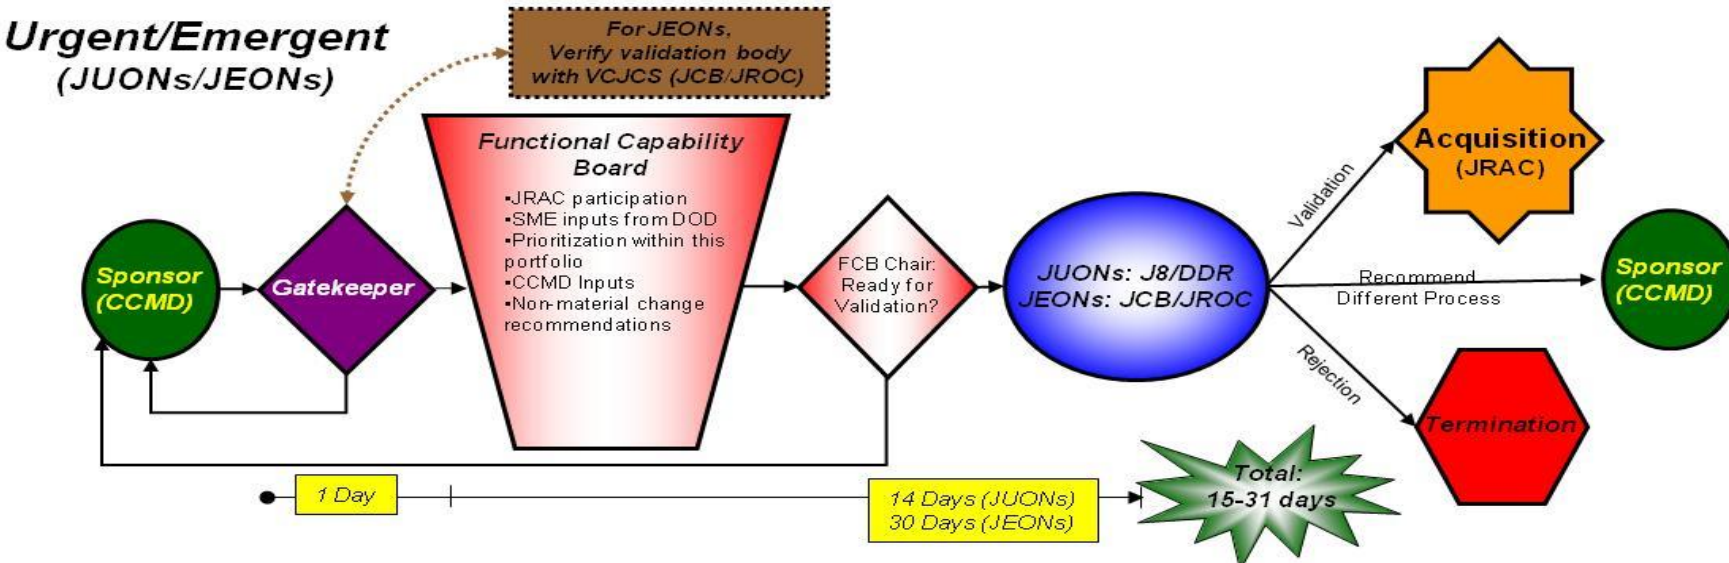 Urgent/Emergent
(JUONs/JEONs)
For JEONs,
Verify validation body
with VCJCS (JCB/JROC)
Sponsor
(CCMD)
Gatekeeper
Functional Capability
Board
▪JRAC participation
▪SME inputs from DOD
▪Prioritization within this
portfolio
▪CCMD Inputs
▪Non-material change
recommendations
FCB Chair:
Ready for
Validation?
JUONs: J8/DDR
JEONs: JCB/JROC
Validation
Acquisition
(JRAC)
Recommend
Different Process
Sponsor
(CCMD)
Rejection
Termination
1 Day
14 Days (JUONs)
30 Days (JEONs)
Total:
15-31 days